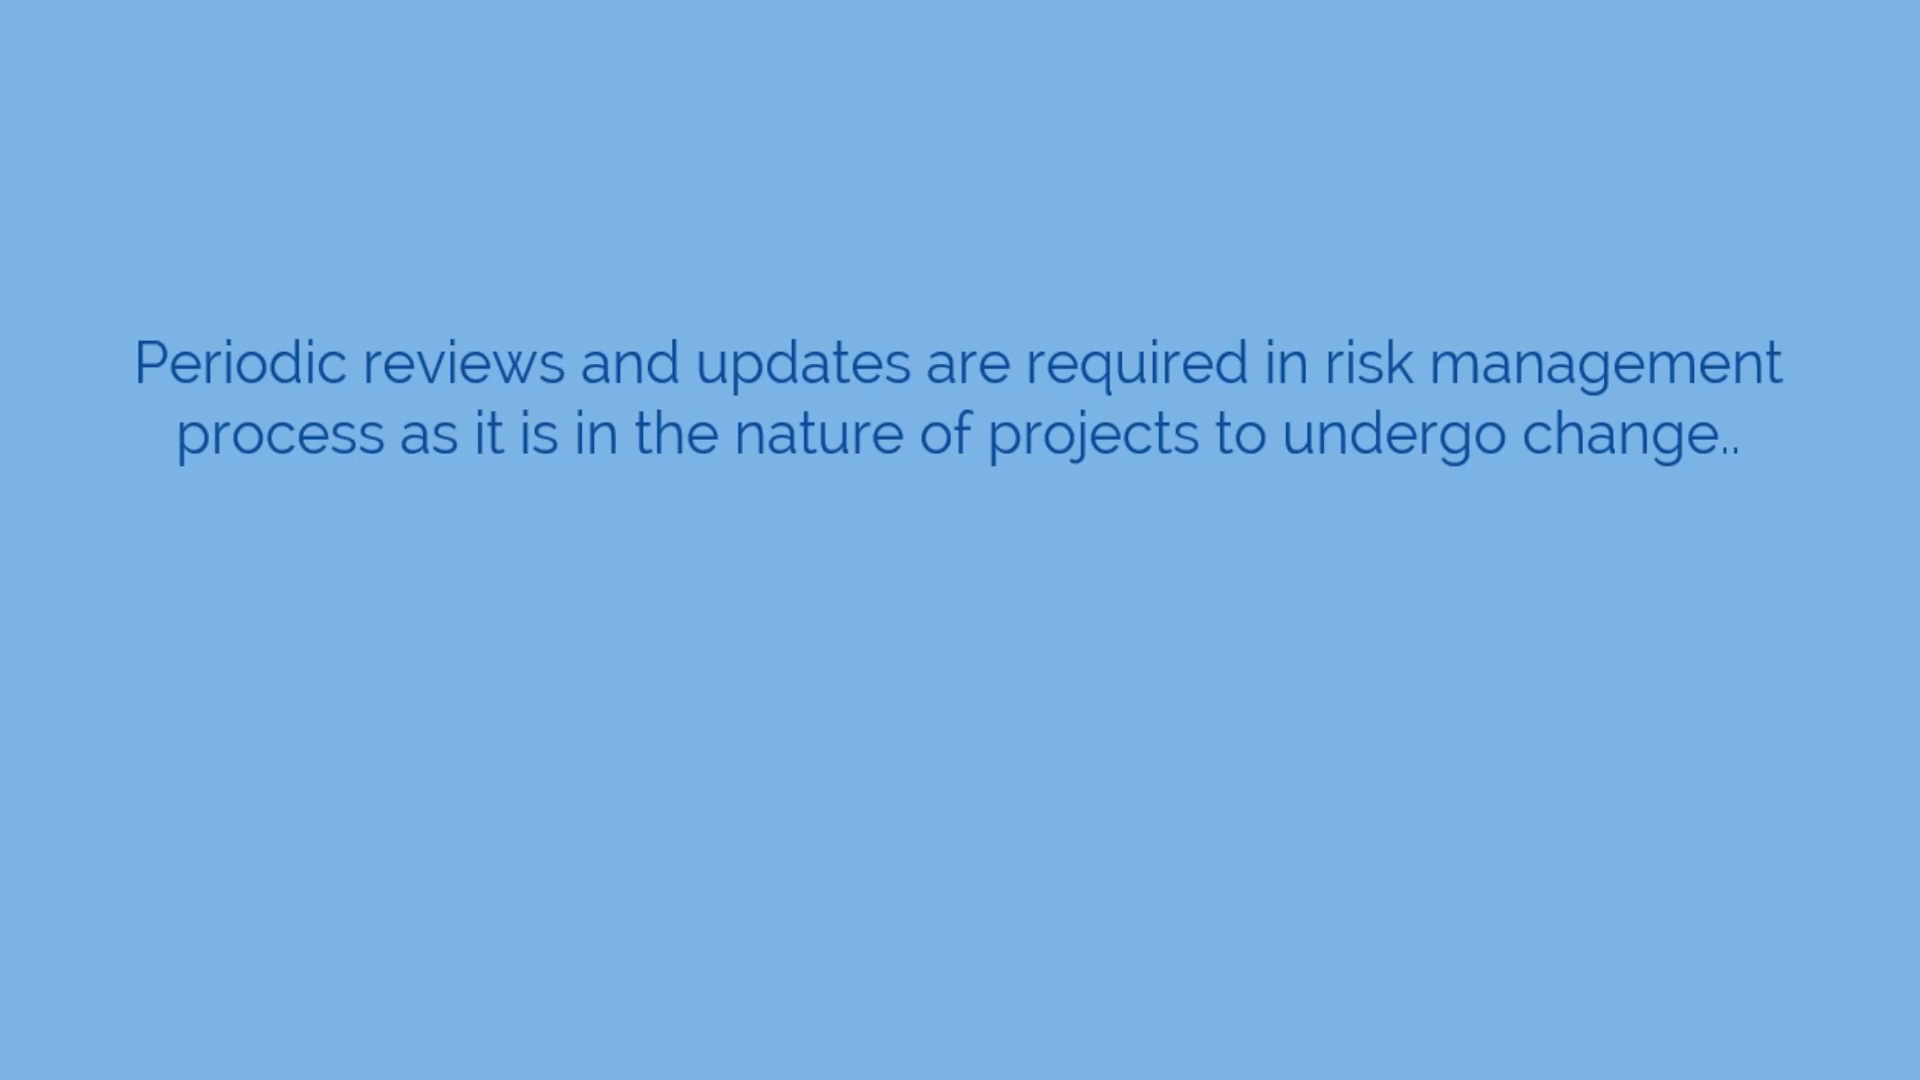 Periodic reviews and updates are required in risk management
process as it is in the nature of projects to undergo change..